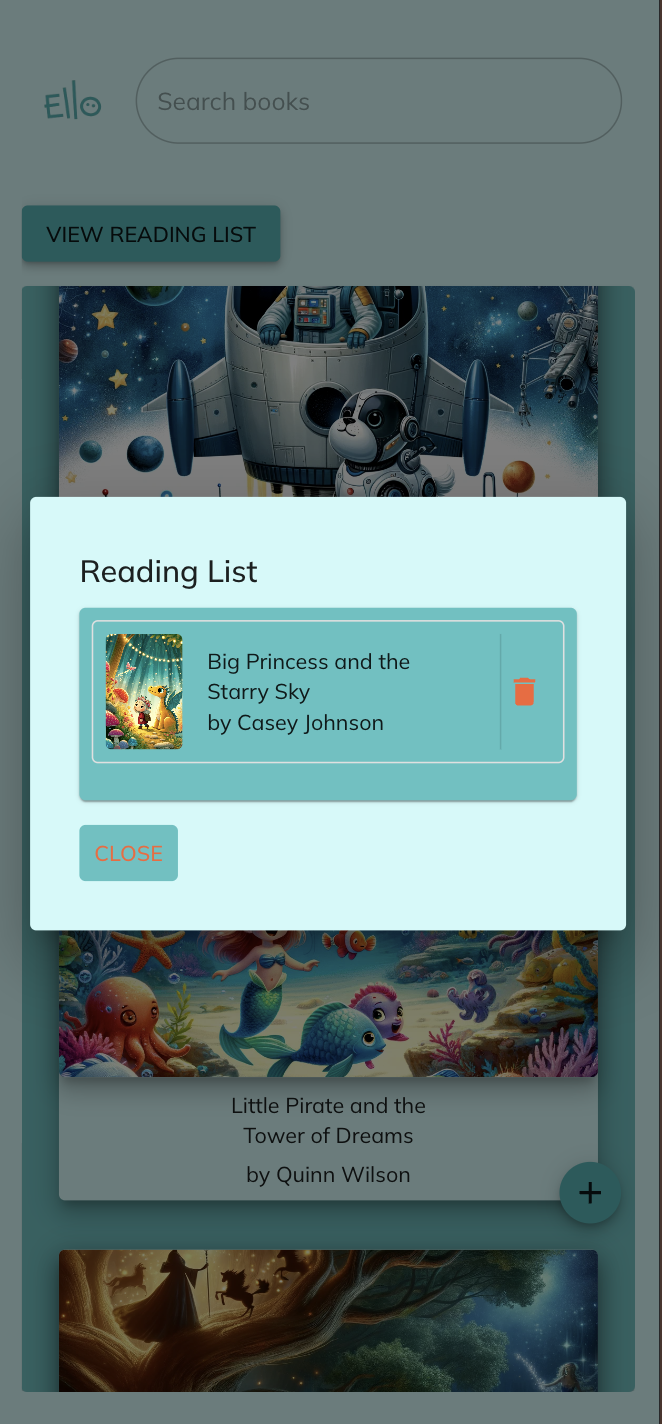 Ello
Search books
VIEW READING LIST
Reading List
Big Princess and the
Starry Sky
by Casey Johnson
CLOSE
Little Pirate and the
Tower of Dreams
by Quinn Wilson
+